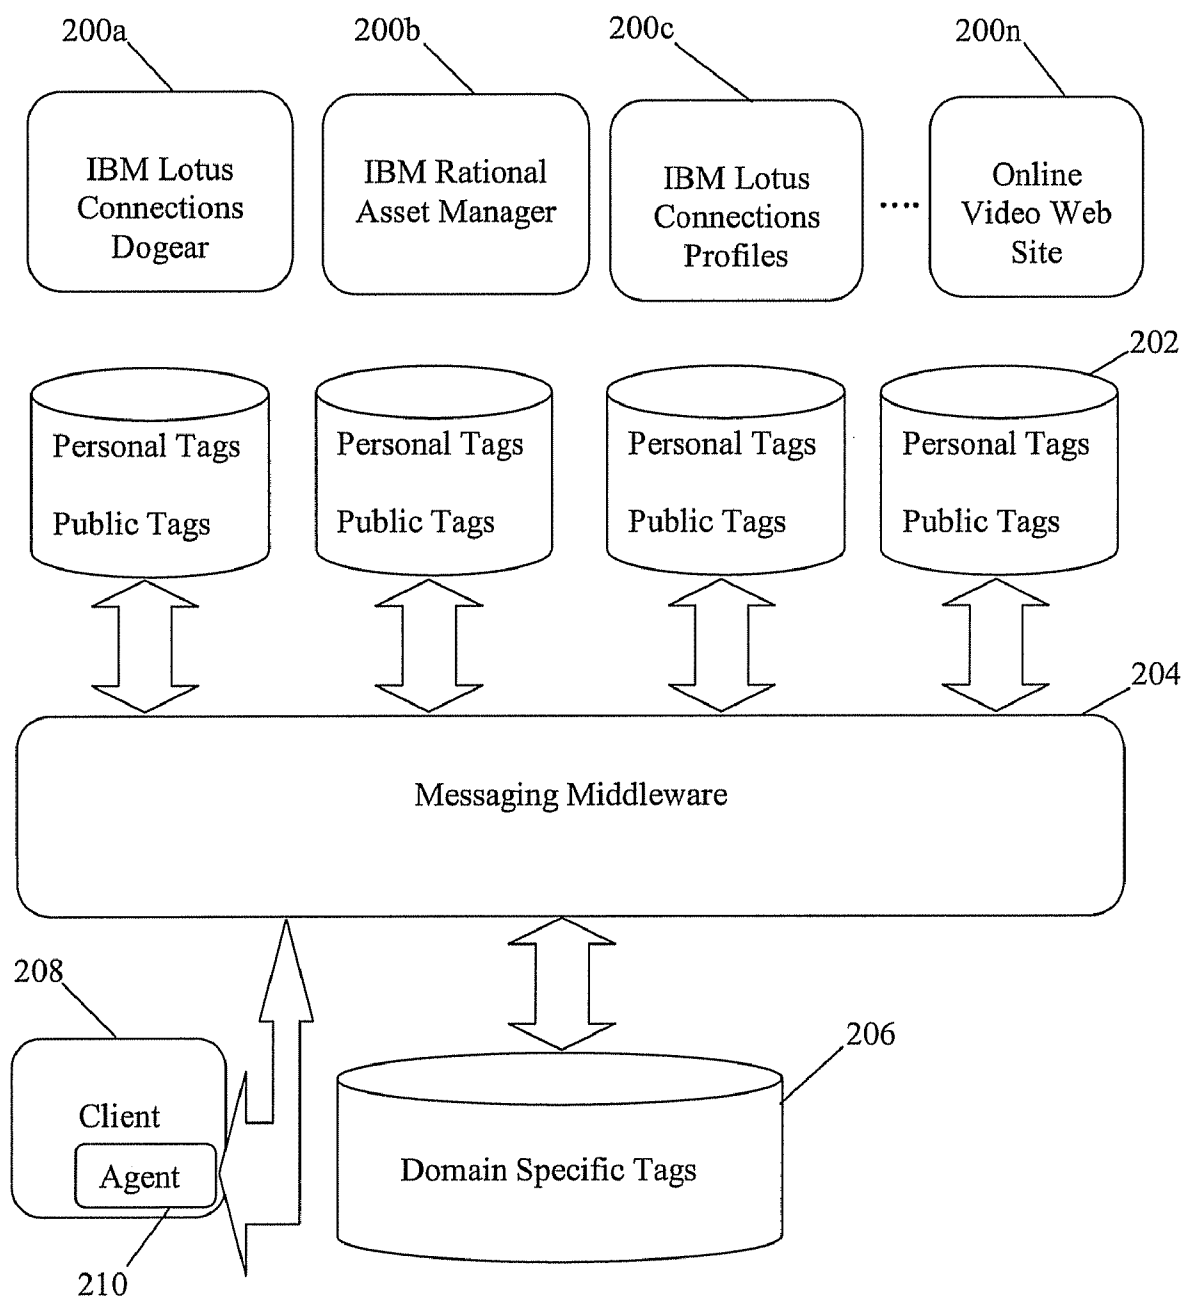 200a
200b
200c
200n
IBM Lotus
Connections
Dogear
IBM Rational
Asset Manager
IBM Lotus
Connections
Profiles
....
Online
Video Web
Site
202
Personal Tags
Public Tags
Personal Tags
Public Tags
Personal Tags
Public Tags
Personal Tags
Public Tags
204
Messaging Middleware
208
Client
Agent
210
206
Domain Specific Tags